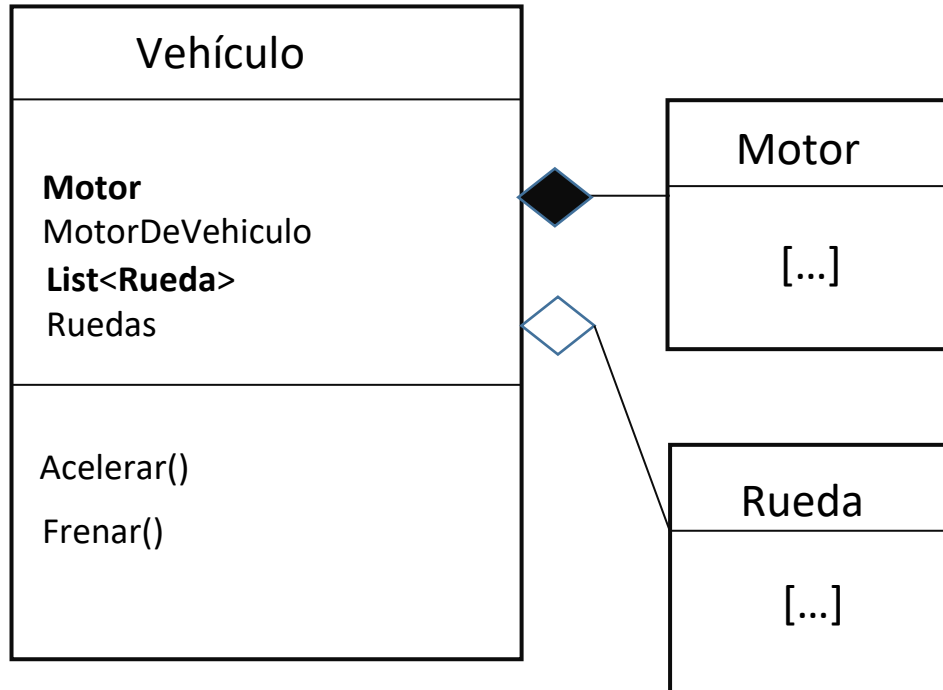 Vehículo
Motor
MotorDeVehiculo
List<Rueda>
Ruedas
Acelerar()
Frenar()
Motor
[...]
Rueda
[...]